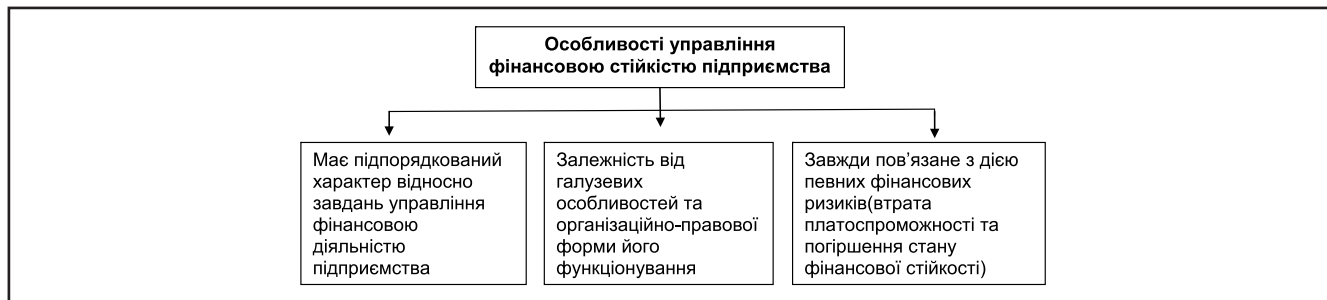 Особливості управління
фінансовою стійкістю підприємства
Має підпорядкований
характер відносно
завдань управління
фінансовою
діяльністю
підприємства
Залежність від
галузевих
особливостей та
організаційно-правової
форми його
функціонування
Завжди пов’язане з дією
певних фінансових
ризиків(втрата
платоспроможності та
погіршення стану
фінансової стійкості)